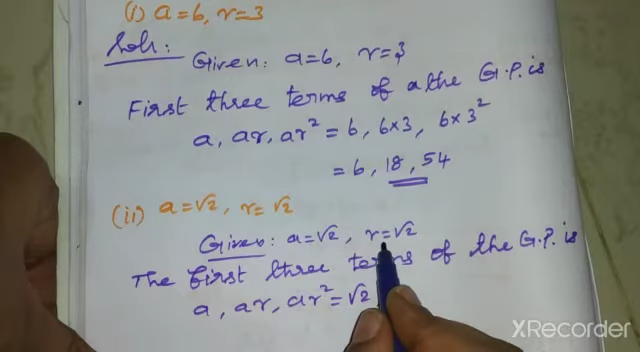 (i) a=6, r=3
Soln: Given: a=6, r=3
First three terms of a the G.P. is
a, ar, ar² = 6, 6×3, 6×3²
= 6, 18, 54
(ii) a=√2, r=√2
Given: a=√2, r=√2
The first three terms of the G.P. is
a, ar, ar² = √2
XRecorder